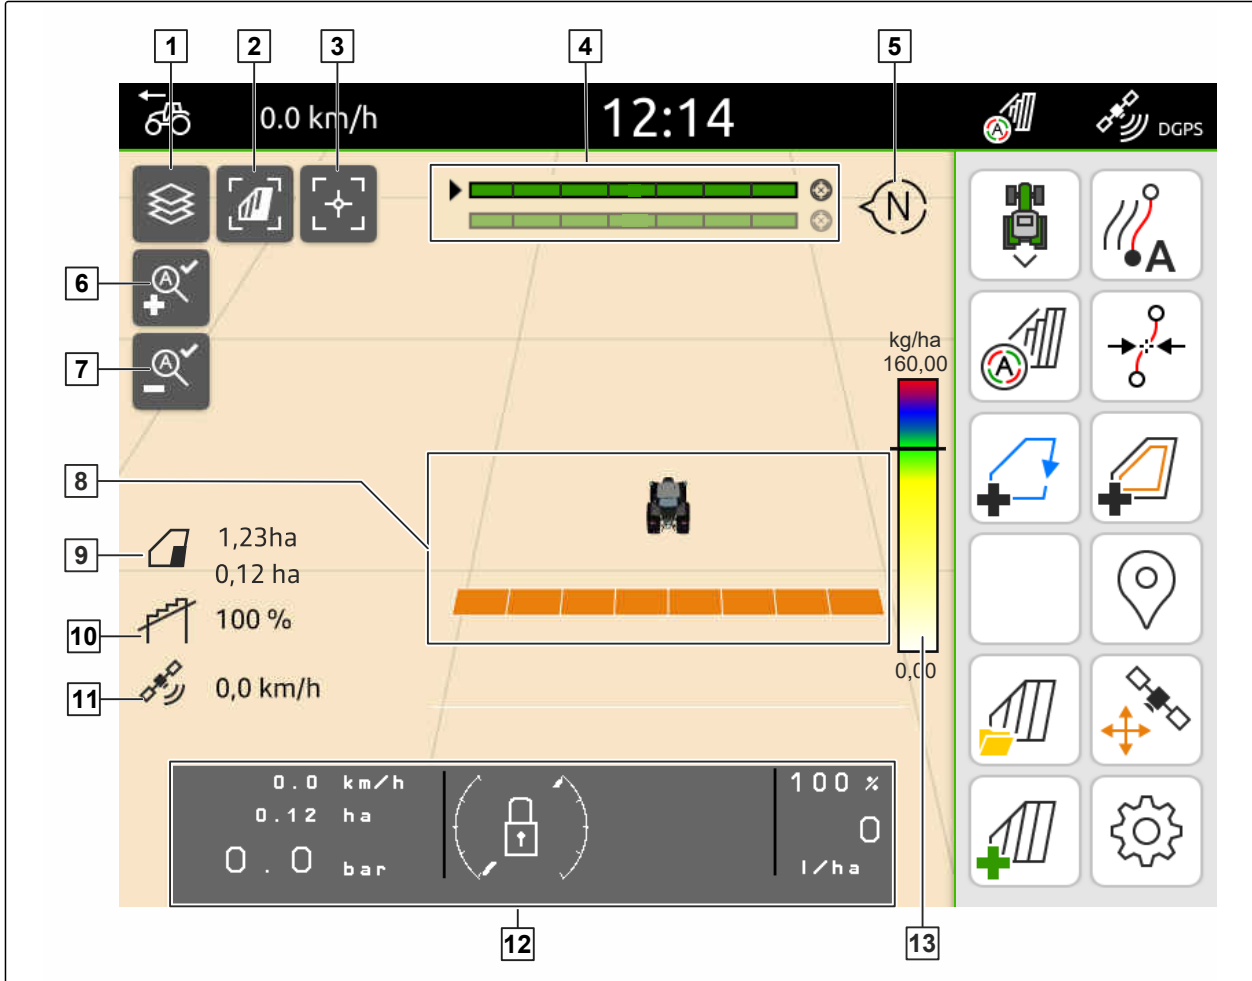 1 2 3 4 5
0.0 km/h 12:14 A DGPS
N
A
6 A
A
7 A
kg/ha
160,00
A
8
9 1,23ha
0,12 ha
10 100 %
11 0,0 km/h
0,00
0.0 km/h 100 %
0.12 ha 0
0.0 bar l/ha
12 13